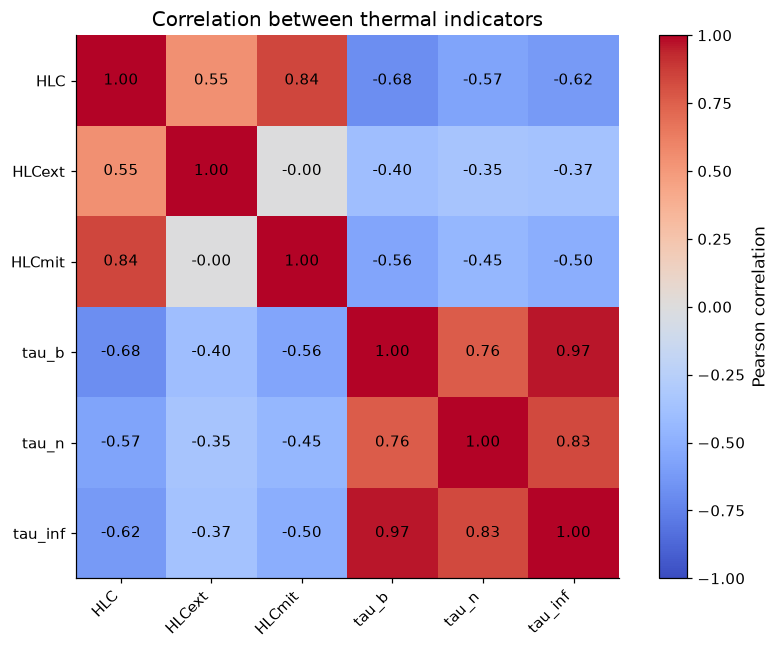 Correlation between thermal indicators
HLC 1.00 0.55 0.84 -0.68 -0.57 -0.62
HLCext 0.55 1.00 -0.00 -0.40 -0.35 -0.37
HLCmit 0.84 -0.00 1.00 -0.56 -0.45 -0.50
tau_b -0.68 -0.40 -0.56 1.00 0.76 0.97
tau_n -0.57 -0.35 -0.45 0.76 1.00 0.83
tau_inf -0.62 -0.37 -0.50 0.97 0.83 1.00
HLC HLCext HLCmit tau_b tau_n tau_inf
1.00
0.75
0.50
0.25
0.00
−0.25
−0.50
−0.75
−1.00
Pearson correlation